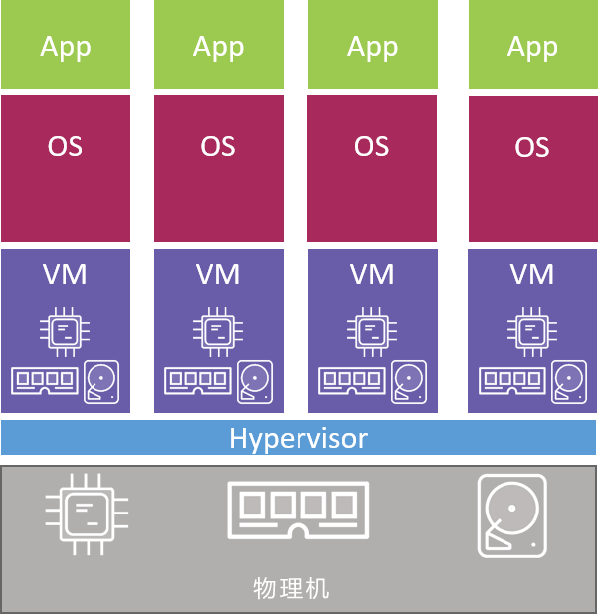 App App App App
OS OS OS OS
VM VM VM VM
Hypervisor
物理机